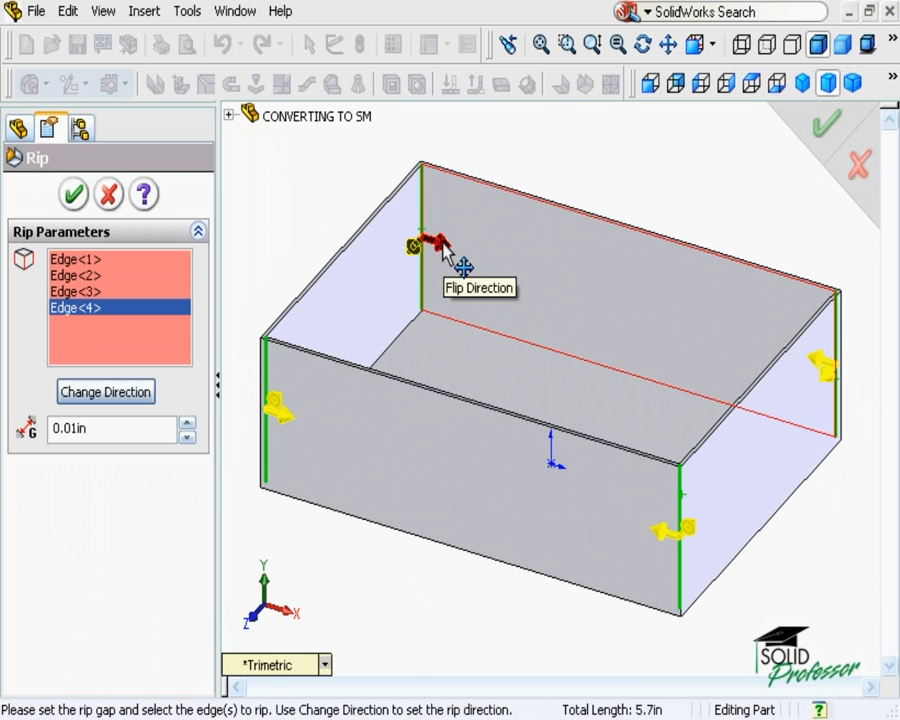 File Edit View Insert Tools Window Help
SolidWorks Search
CONVERTING TO SM
Rip
Rip Parameters
Edge<1>
Edge<2>
Edge<3>
Edge<4>
Change Direction
G
0.01in
Flip Direction
Y
X
Z
*Trimetric
SOLID
Professor
Please set the rip gap and select the edge(s) to rip. Use Change Direction to set the rip direction. Total Length: 5.7in Editing Part